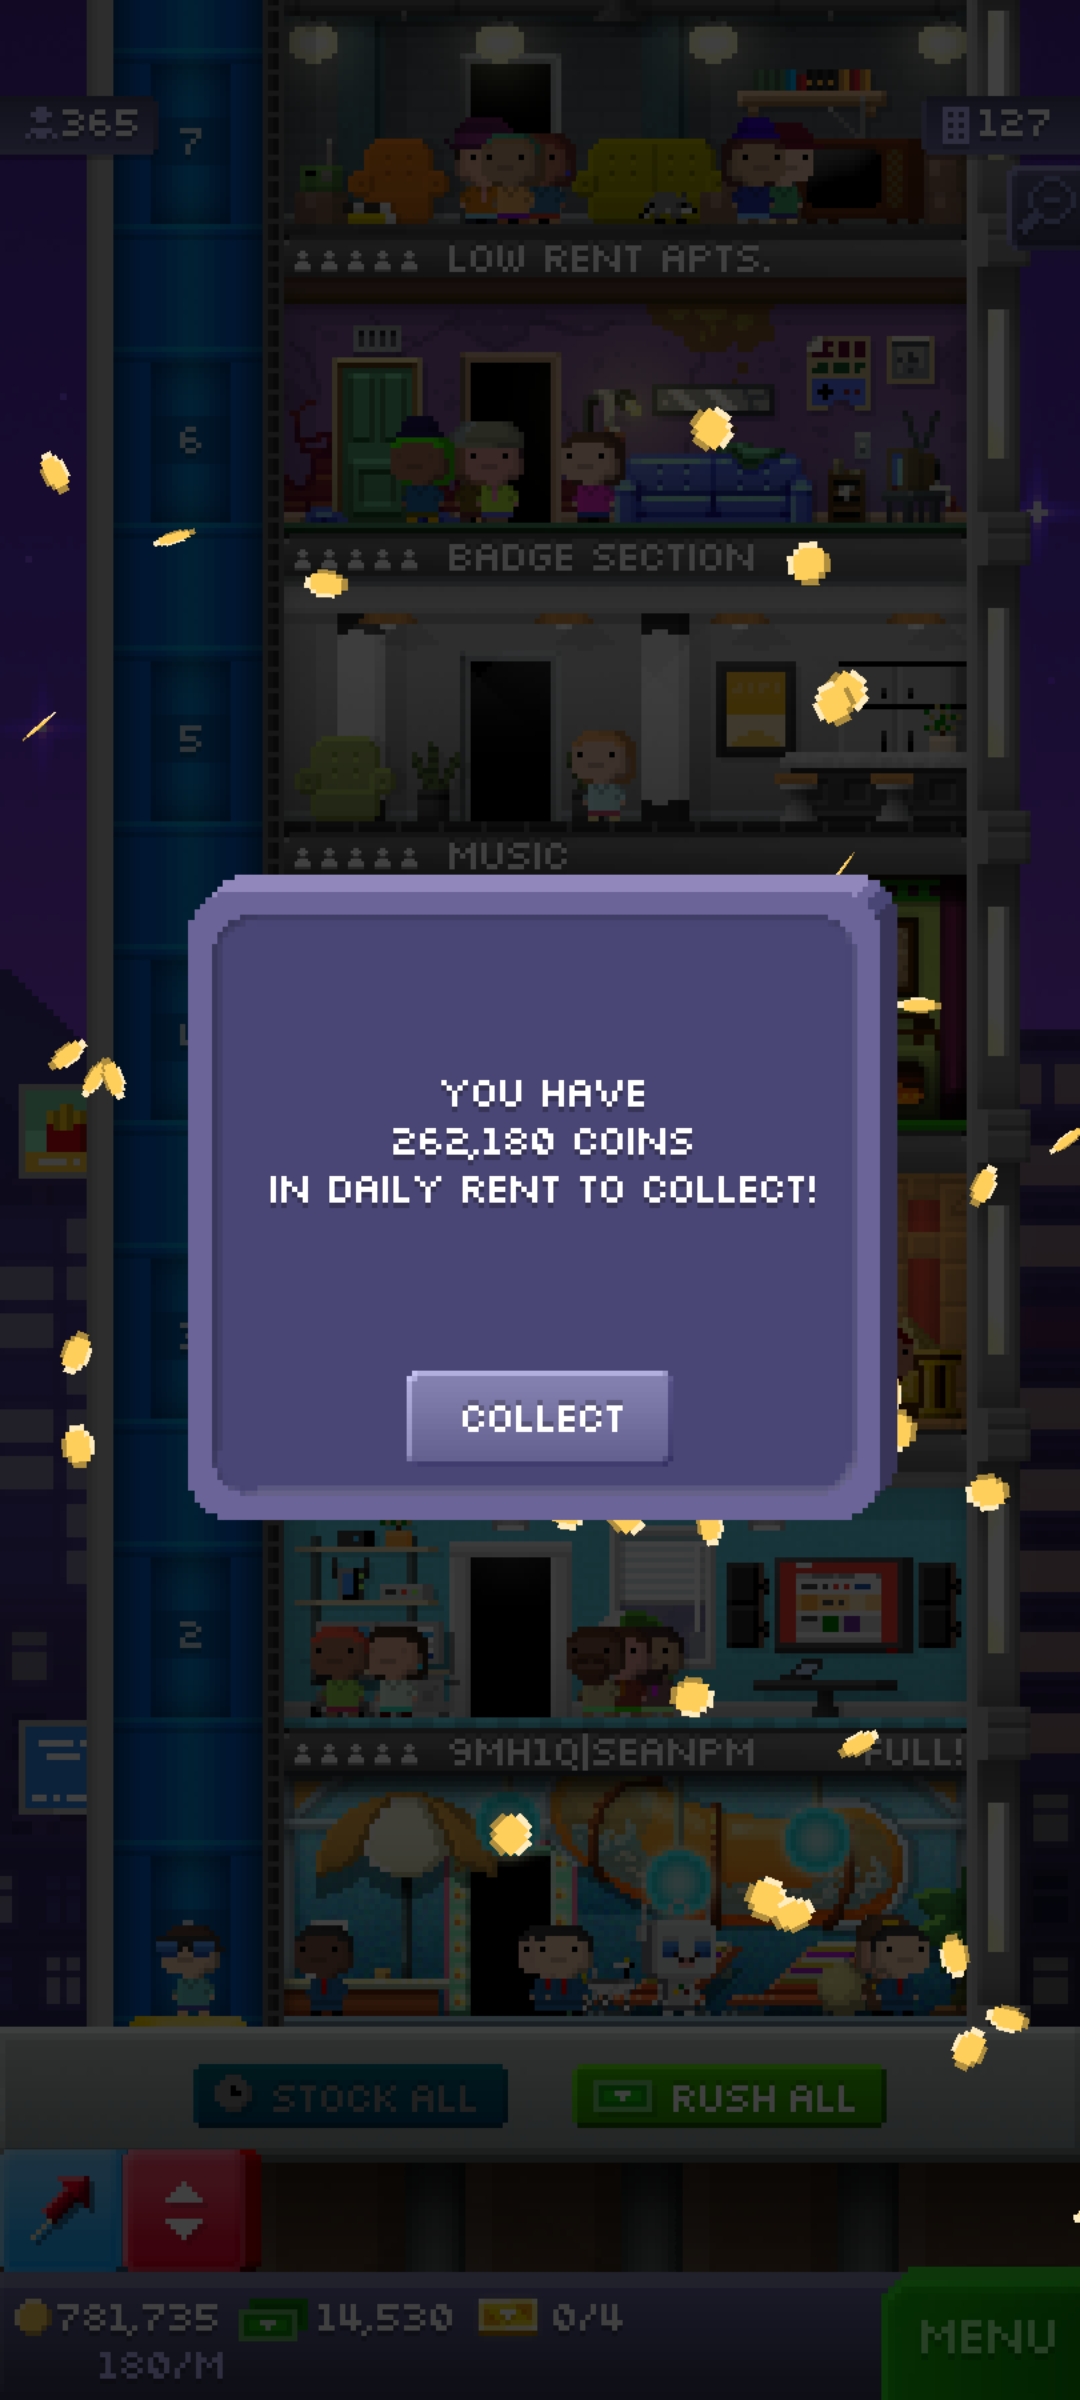 365
7
127
LOW RENT APTS.
6
BADGE SECTION
5
MUSIC
YOU HAVE
262,180 COINS
IN DAILY RENT TO COLLECT!
COLLECT
2
9MH1Q|SEANPM
FULL!
STOCK ALL
RUSH ALL
781,735
14,530
0/4
180/M
MENU